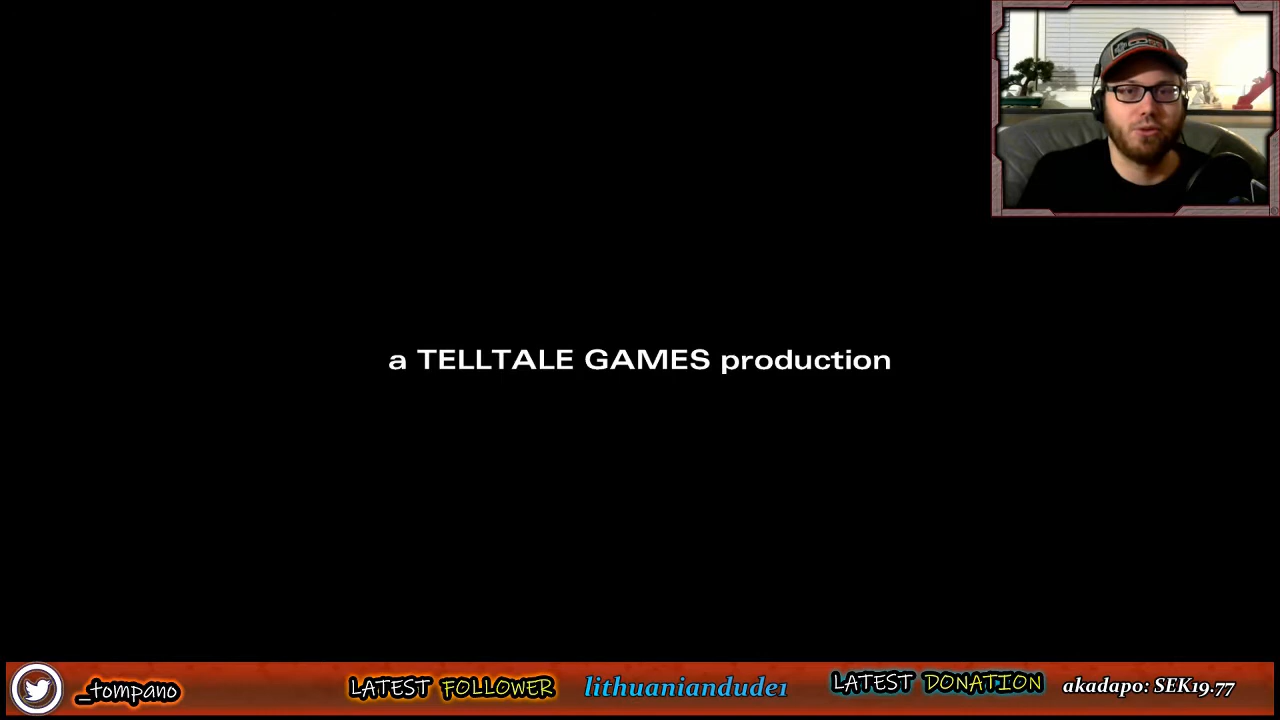 a TELLTALE GAMES production
_tompano
LATEST FOLLOWER
lithuaniandude1
LATEST DONATION
akadapo: SEK19.77